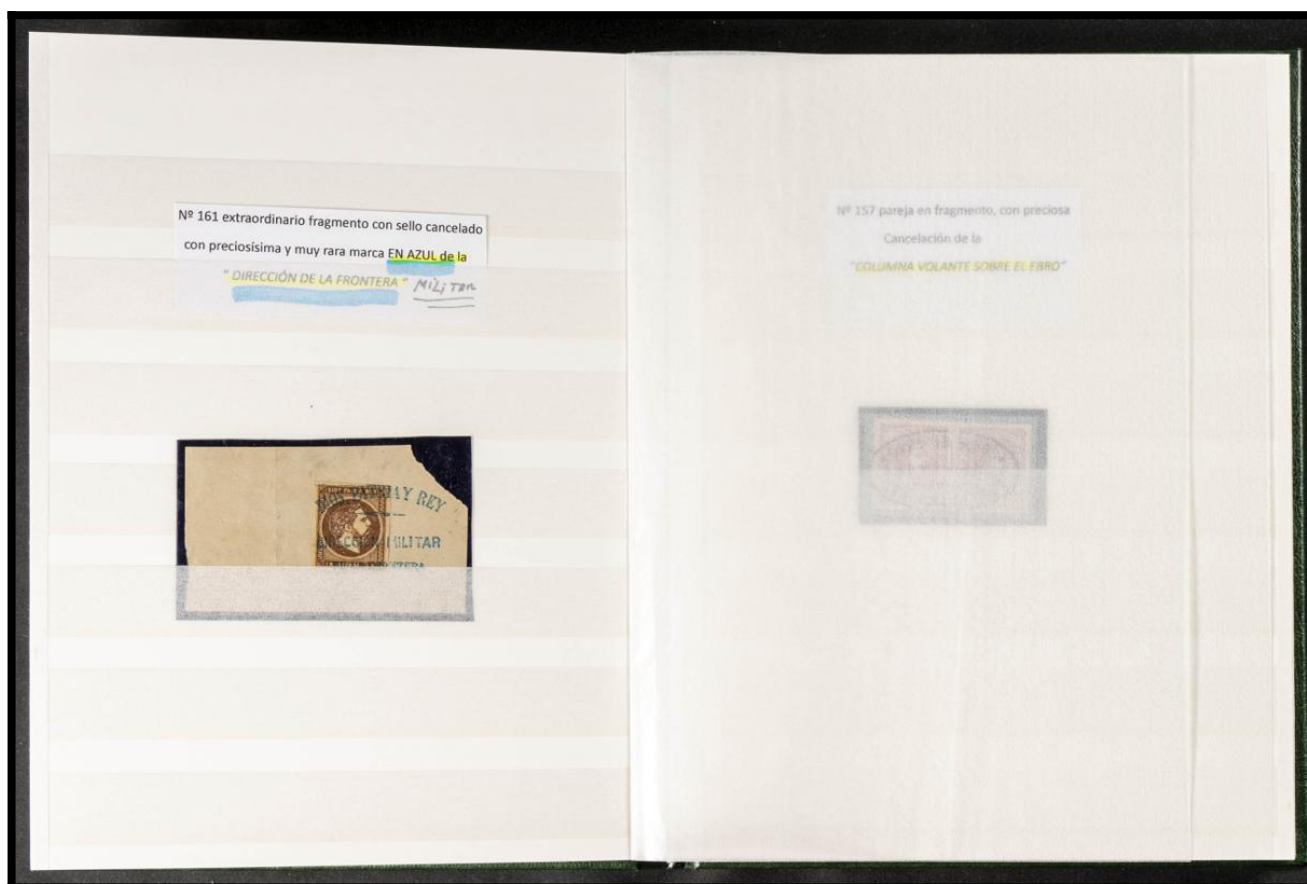 Nº 161 extraordinario fragmento con sello cancelado
con preciosísima y muy rara marca EN AZUL de la
" DIRECCIÓN DE LA FRONTERA " MILITAR
Y REY
MILITAR
Nº 157 pareja en fragmento, con preciosa
Cancelación de la
"COLUMNA VOLANTE SOBRE EL EBRO"